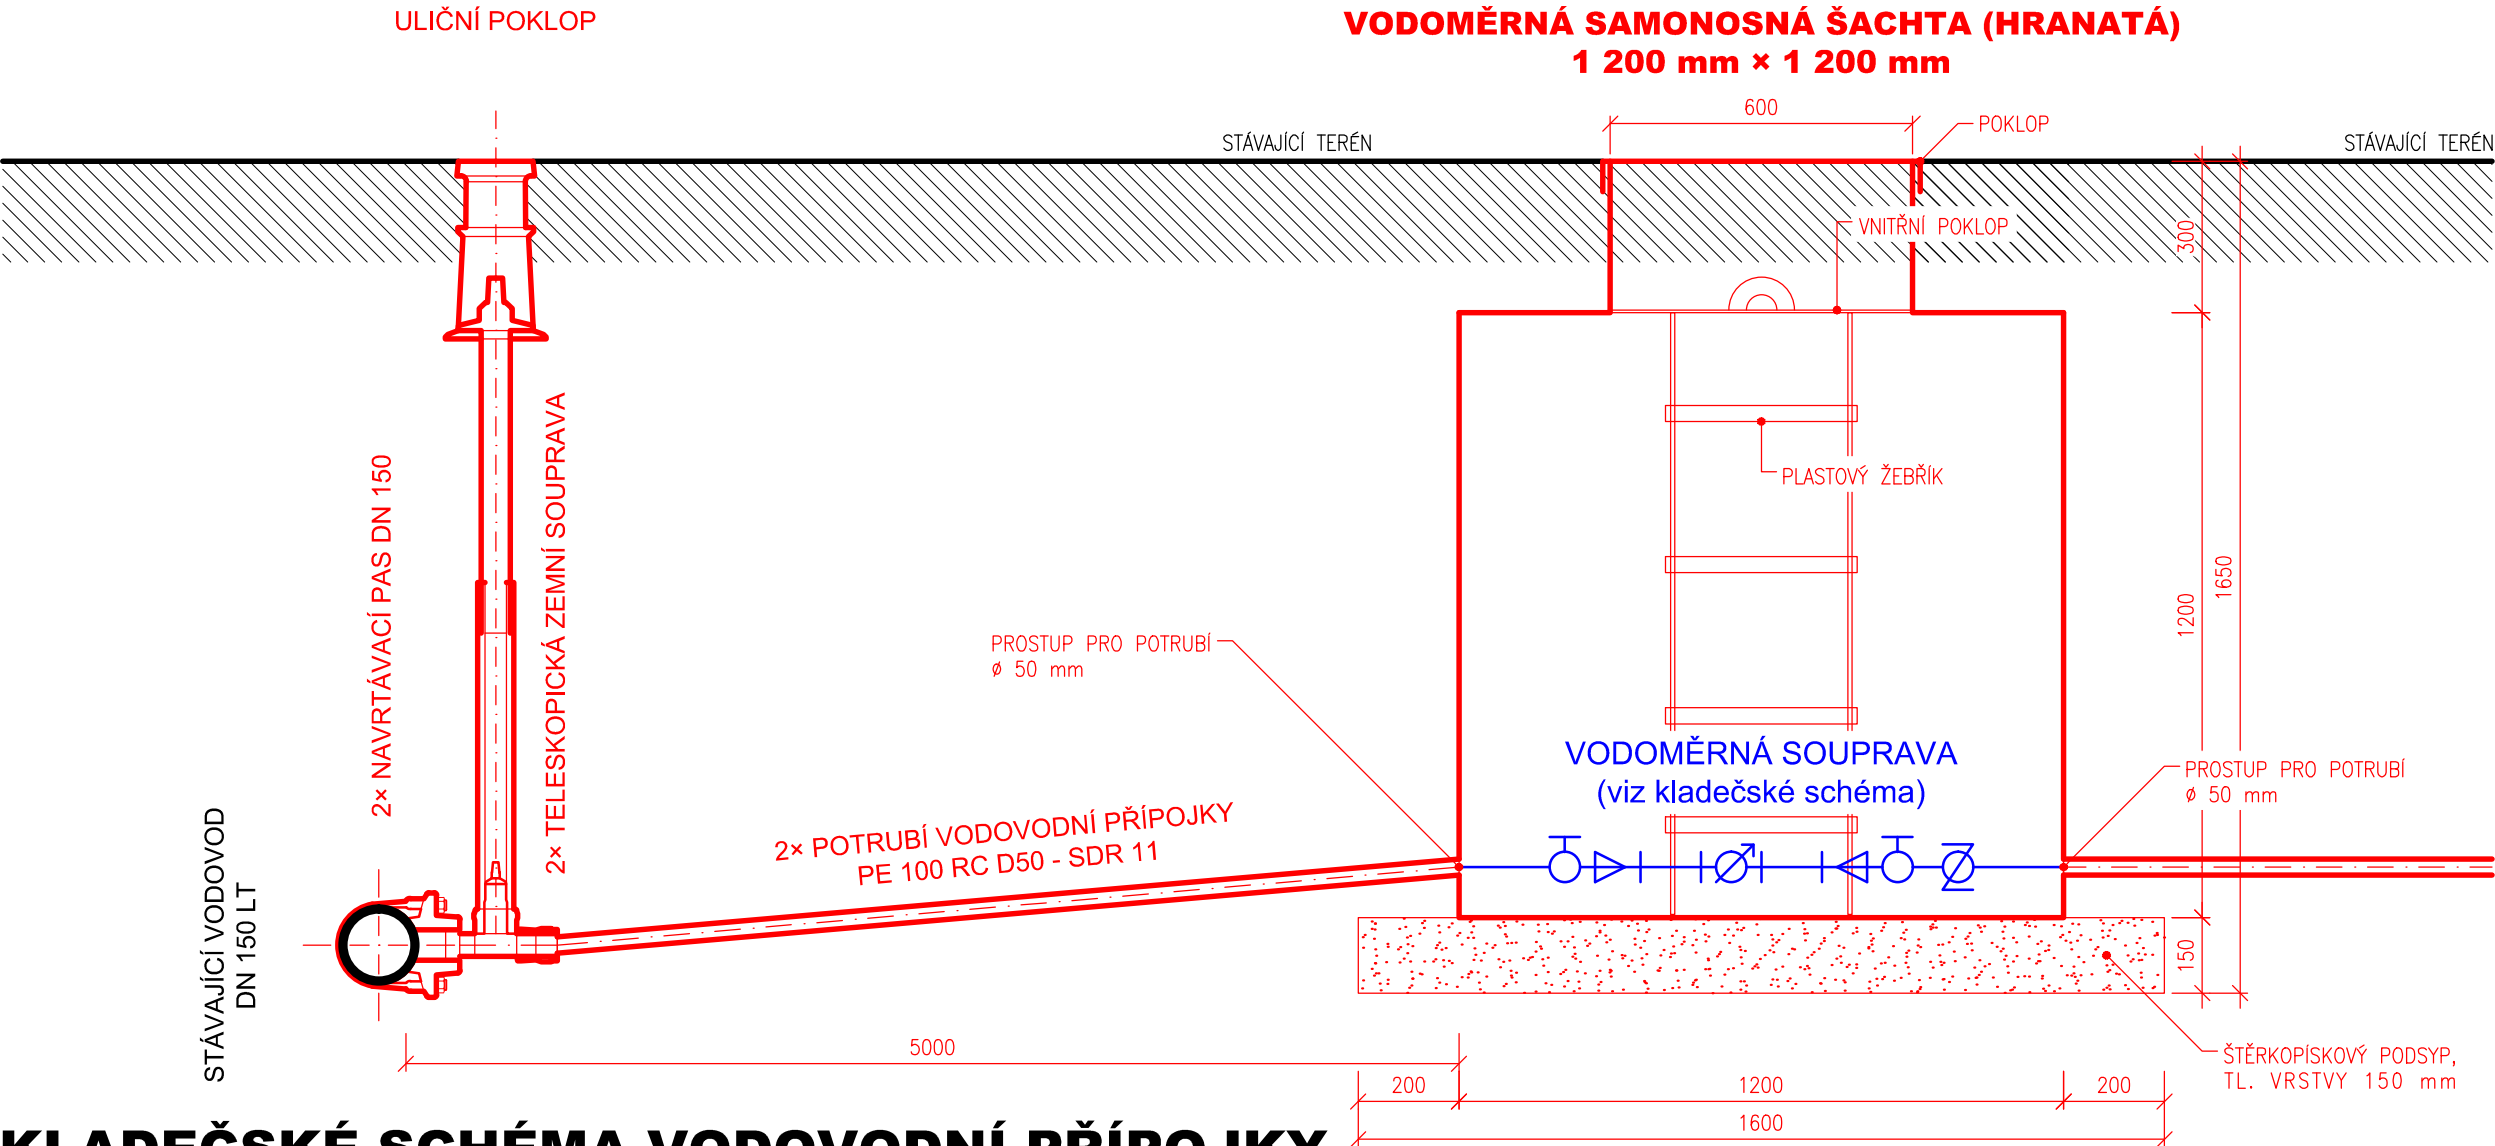 ULIČNÍ POKLOP
VODOMĚRNÁ SAMONOSNÁ ŠACHTA (HRANATÁ)
1 200 mm × 1 200 mm
600
POKLOP
STÁVAJÍCÍ TERÉN
STÁVAJÍCÍ TERÉN
VNITŘNÍ POKLOP
300
2× NAVRTÁVACÍ PAS DN 150
2× TELESKOPICKÁ ZEMNÍ SOUPRAVA
PLASTOVÝ ŽEBŘÍK
1200
1650
PROSTUP PRO POTRUBÍ
ø 50 mm
VODOMĚRNÁ SOUPRAVA
(viz kladečské schéma)
PROSTUP PRO POTRUBÍ
ø 50 mm
2× POTRUBÍ VODOVODNÍ PŘÍPOJKY
PE 100 RC D50 - SDR 11
STÁVAJÍCÍ VODOVOD
DN 150 LT
150
5000
ŠTĚRKOPÍSKOVÝ PODSYP,
TL. VRSTVY 150 mm
200
1200
200
1600
KLADEČSKÉ SCHÉMA VODOVODNÍ PŘÍPOJKY